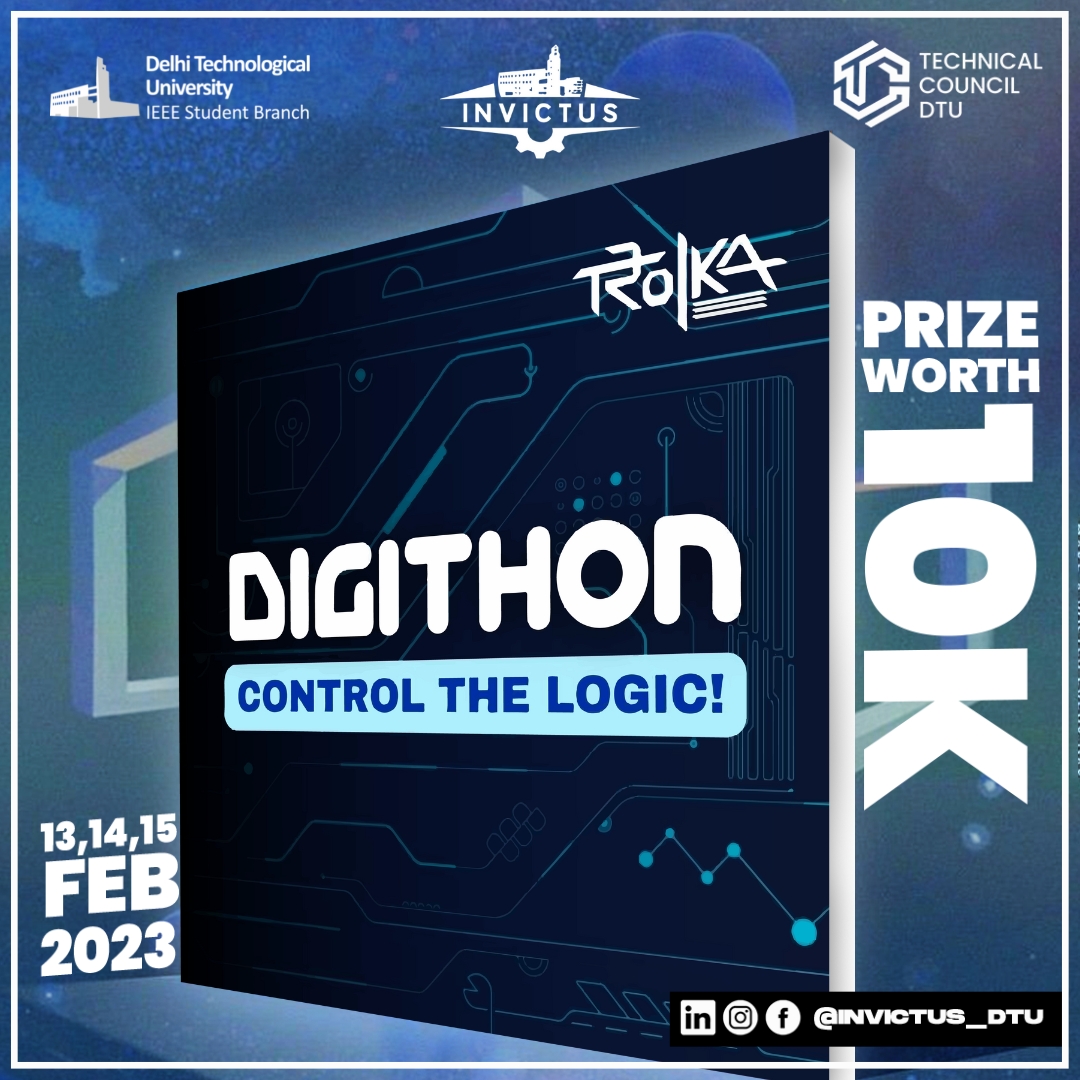 Delhi Technological
University
IEEE Student Branch
INVICTUS
TECHNICAL
COUNCIL
DTU
TROIKA
PRIZE
WORTH
10K
DIGITHON
CONTROL THE LOGIC!
13,14,15
FEB
2023
@INVICTUS_DTU